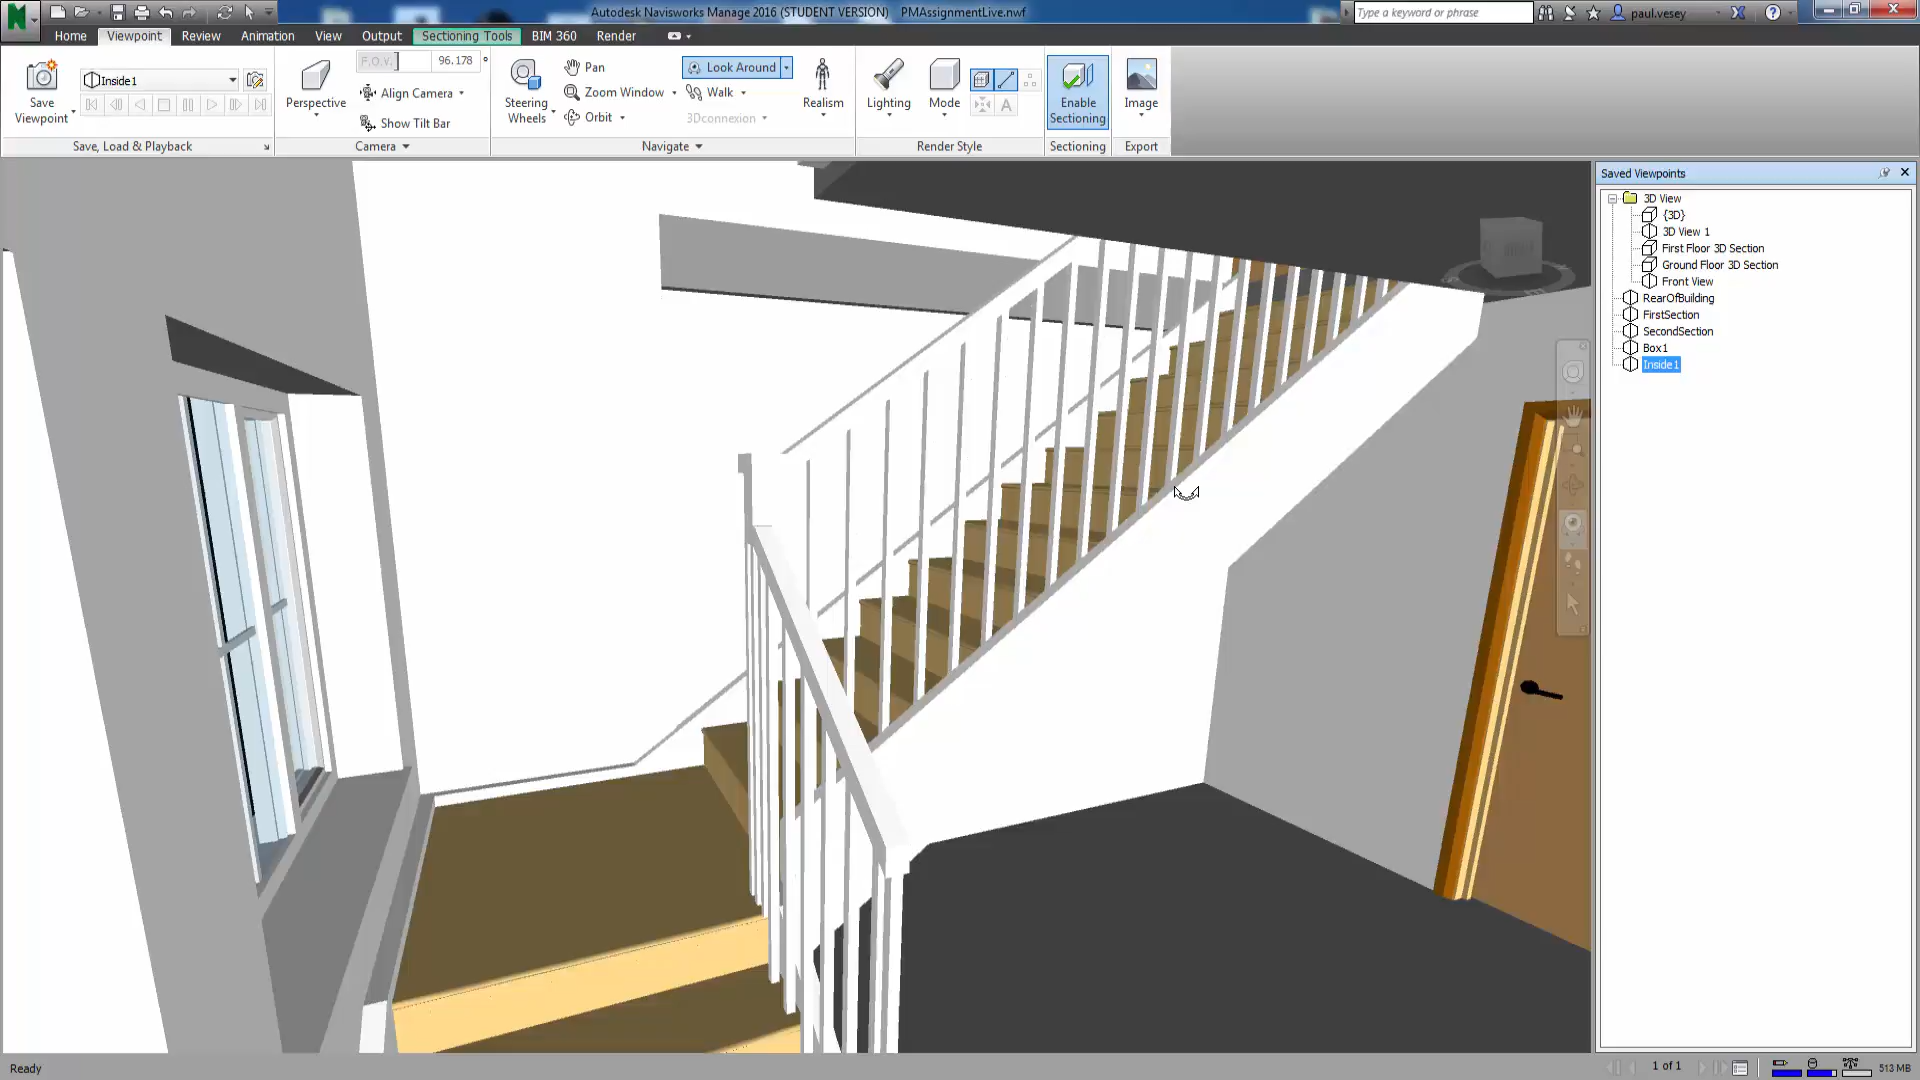 Autodesk Navisworks Manage 2016 (STUDENT VERSION) PMAssignmentLive.nwf
Type a keyword or phrase
paul.vesey
Home Viewpoint Review Animation View Output Sectioning Tools BIM 360 Render
Save Viewpoint
Inside1
Save, Load & Playback
Perspective
F.O.V. 96.178 °
Align Camera
Show Tilt Bar
Camera
Steering Wheels
Pan
Zoom Window
Orbit
Look Around
Walk
3Dconnexion
Realism
Navigate
Lighting
Mode
A
Render Style
Enable Sectioning
Sectioning
Image
Export
Saved Viewpoints
3D View
{3D}
3D View 1
First Floor 3D Section
Ground Floor 3D Section
Front View
RearOfBuilding
FirstSection
SecondSection
Box1
Inside1
Ready
1 of 1
513 MB